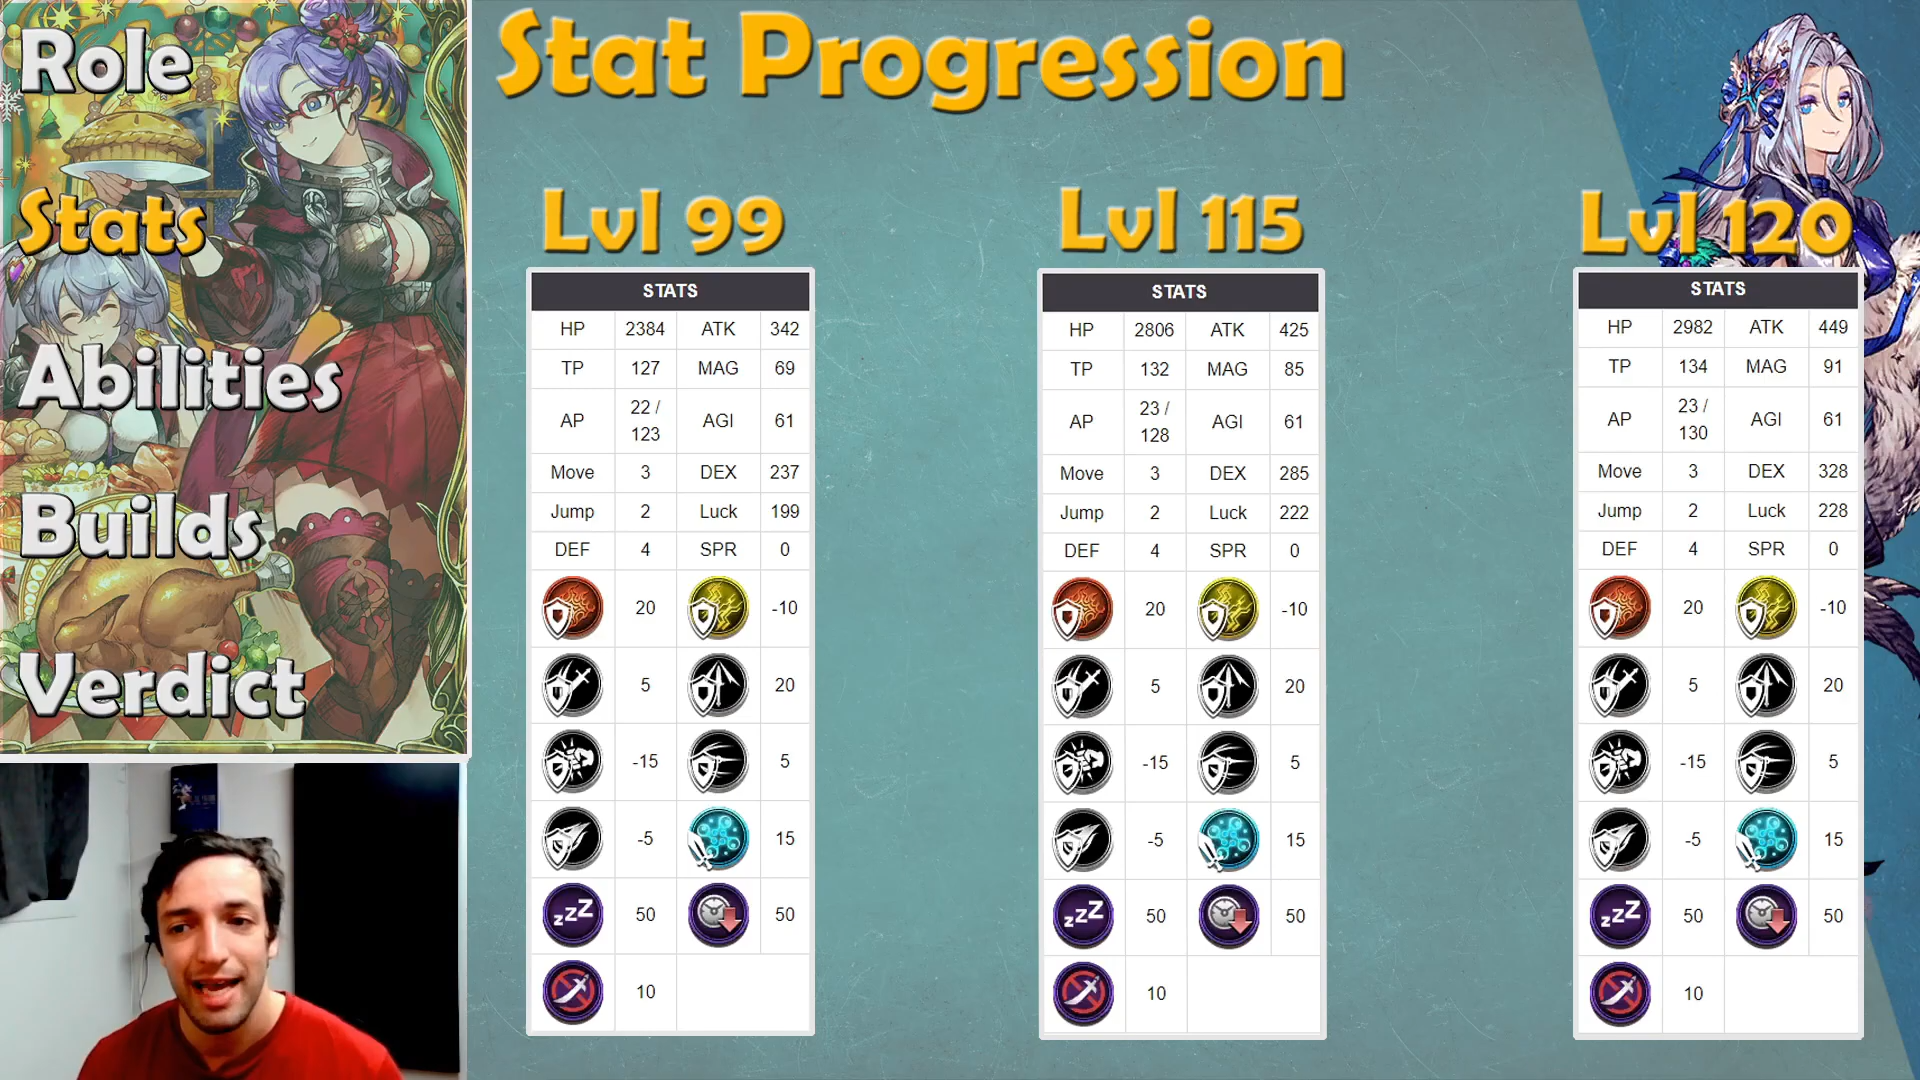 Role
Stats
Abilities
Builds
Verdict
Stat Progression
Lvl 99
STATS
HP 2384 ATK 342
TP 127 MAG 69
AP 22 / 123 AGI 61
Move 3 DEX 237
Jump 2 Luck 199
DEF 4 SPR 0
20 -10
5 20
-15 5
-5 15
zzZ 50 50
10
Lvl 115
STATS
HP 2806 ATK 425
TP 132 MAG 85
AP 23 / 128 AGI 61
Move 3 DEX 285
Jump 2 Luck 222
DEF 4 SPR 0
20 -10
5 20
-15 5
-5 15
zzZ 50 50
10
Lvl 120
STATS
HP 2982 ATK 449
TP 134 MAG 91
AP 23 / 130 AGI 61
Move 3 DEX 328
Jump 2 Luck 228
DEF 4 SPR 0
20 -10
5 20
-15 5
-5 15
zzZ 50 50
10